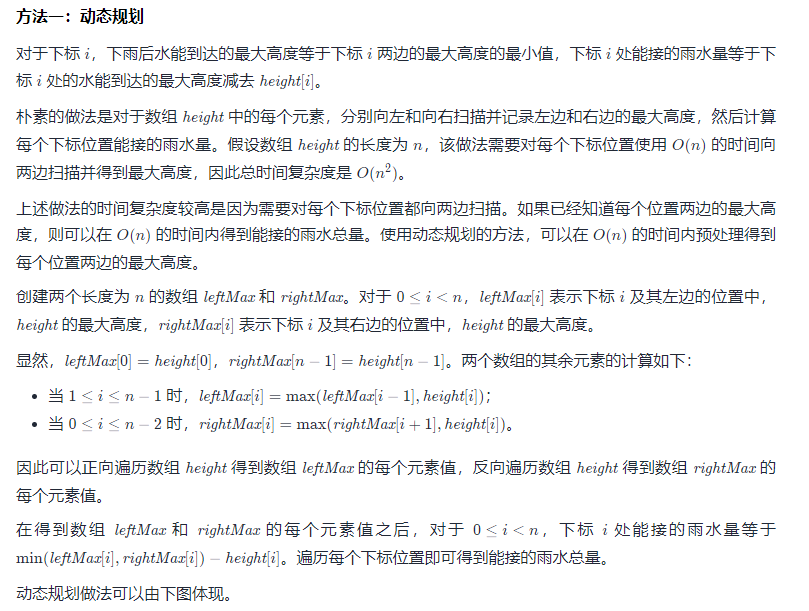 方法一：动态规划
对于下标 i，下雨后水能到达的最大高度等于下标 i 两边的最大高度的最小值，下标 i 处能接的雨水量等于下
标 i 处的水能到达的最大高度减去 height[i]。
朴素的做法是对于数组 height 中的每个元素，分别向左和向右扫描并记录左边和右边的最大高度，然后计算
每个下标位置能接的雨水量。假设数组 height 的长度为 n，该做法需要对每个下标位置使用 O(n) 的时间向
两边扫描并得到最大高度，因此总时间复杂度是 O(n²)。
上述做法的时间复杂度较高是因为需要对每个下标位置都向两边扫描。如果已经知道每个位置两边的最大高
度，则可以在 O(n) 的时间内得到能接的雨水总量。使用动态规划的方法，可以在 O(n) 的时间内预处理得到
每个位置两边的最大高度。
创建两个长度为 n 的数组 leftMax 和 rightMax。对于 0 ≤ i < n，leftMax[i] 表示下标 i 及其左边的位置中，
height 的最大高度，rightMax[i] 表示下标 i 及其右边的位置中，height 的最大高度。
显然，leftMax[0] = height[0]，rightMax[n − 1] = height[n − 1]。两个数组的其余元素的计算如下：
• 当 1 ≤ i ≤ n − 1 时，leftMax[i] = max(leftMax[i − 1], height[i])；
• 当 0 ≤ i ≤ n − 2 时，rightMax[i] = max(rightMax[i + 1], height[i])。
因此可以正向遍历数组 height 得到数组 leftMax 的每个元素值，反向遍历数组 height 得到数组 rightMax 的
每个元素值。
在得到数组 leftMax 和 rightMax 的每个元素值之后，对于 0 ≤ i < n，下标 i 处能接的雨水量等于
min(leftMax[i], rightMax[i]) − height[i]。遍历每个下标位置即可得到能接的雨水总量。
动态规划做法可以由下图体现。